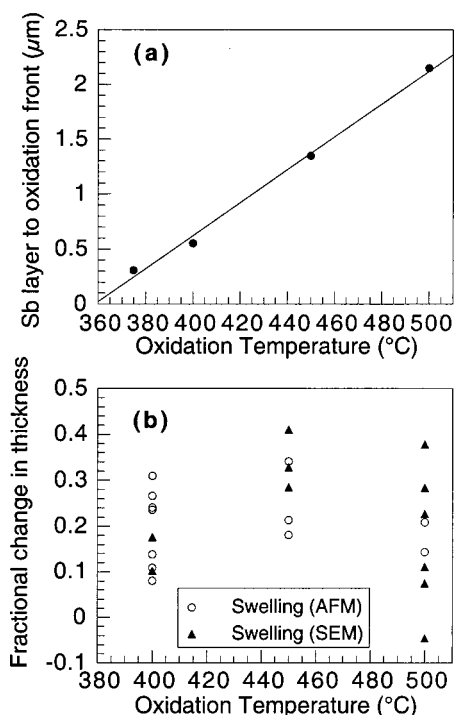 2.5
(a)
2
1.5
1
0.5
0
Sb layer to oxidation front (μm)
360 380 400 420 440 460 480 500
Oxidation Temperature (°C)
0.5
(b)
0.4
0.3
0.2
0.1
0
-0.1
Fractional change in thickness
Swelling (AFM)
Swelling (SEM)
380 400 420 440 460 480 500
Oxidation Temperature (°C)